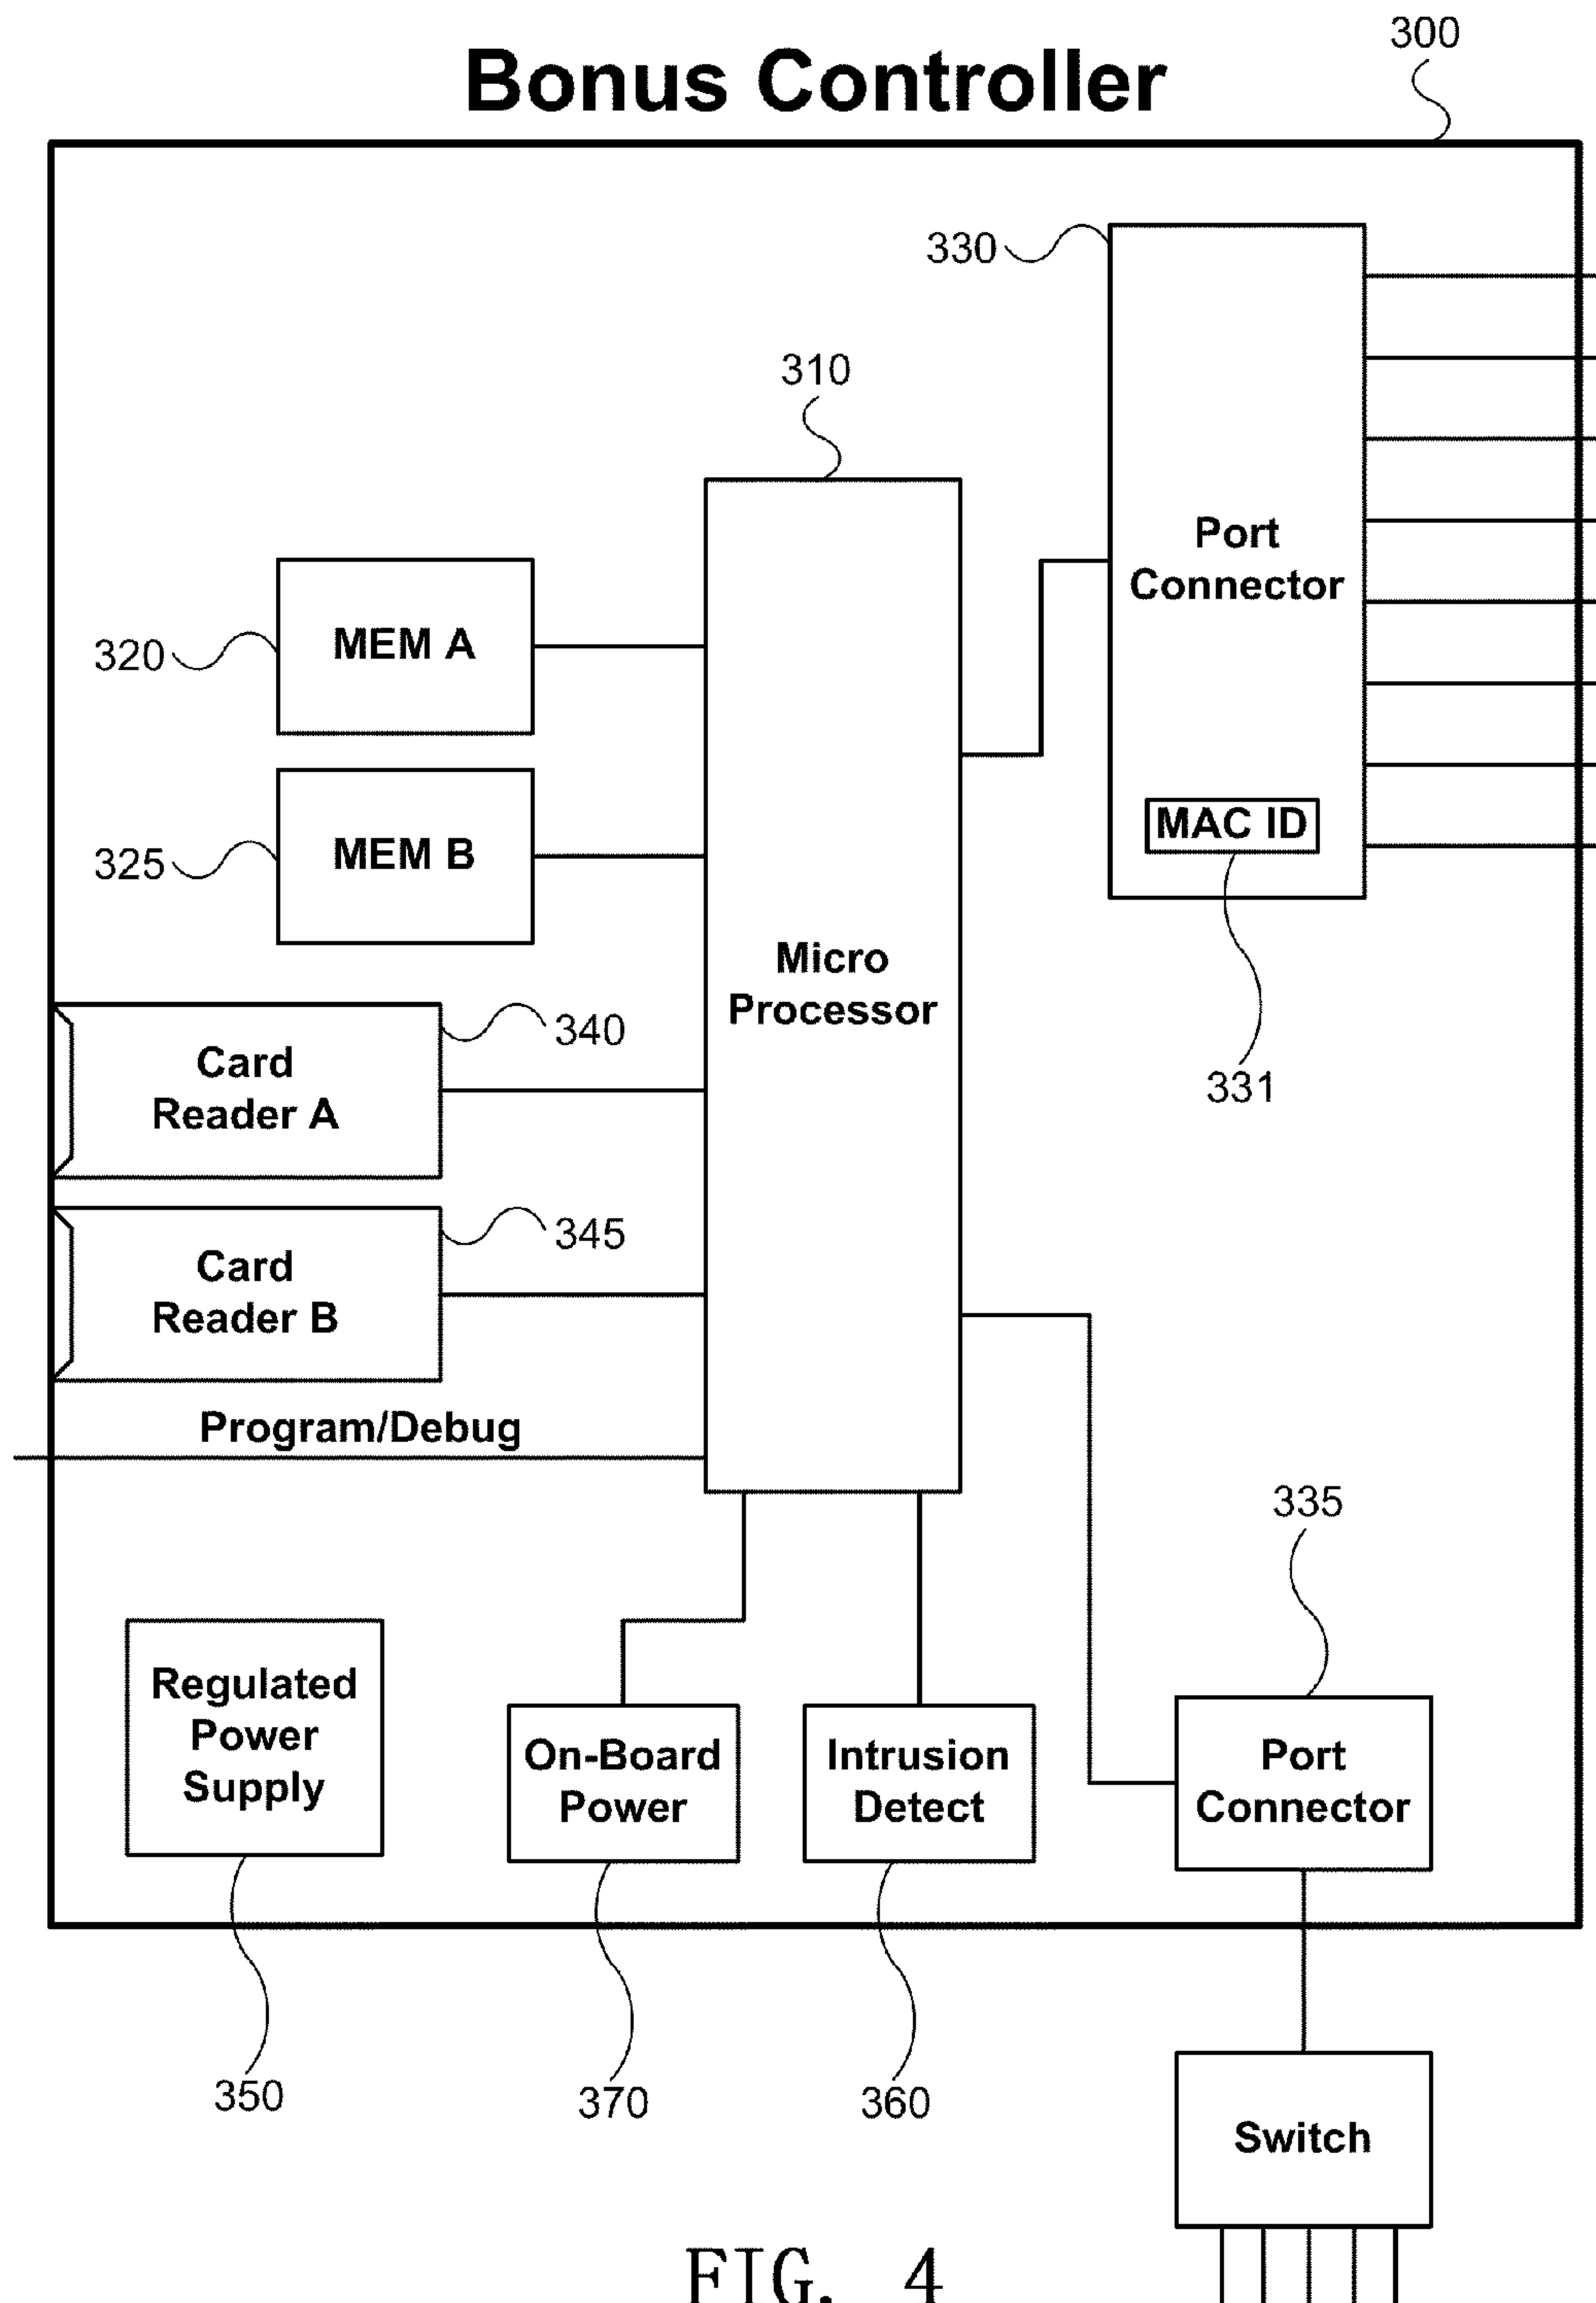 300
Bonus Controller
330
310
Port
Connector
MEM A
320
MAC ID
MEM B
325
Micro
Processor
340
Card
Reader A
331
345
Card
Reader B
Program/Debug
335
Regulated
Power
Supply
On-Board
Power
Intrusion
Detect
Port
Connector
350
370
360
Switch
FIG. 4